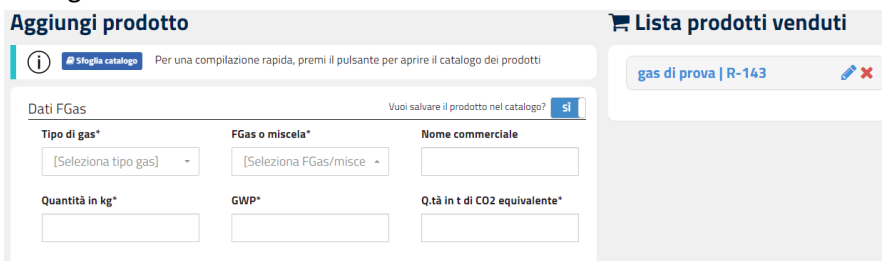 Aggiungi prodotto
Sfoglia catalogo Per una compilazione rapida, premi il pulsante per aprire il catalogo dei prodotti
Dati FGas Vuoi salvare il prodotto nel catalogo? SÌ
Tipo di gas* FGas o miscela* Nome commerciale
[Seleziona tipo gas] [Seleziona FGas/misce
Quantità in kg* GWP* Q.tà in t di CO2 equivalente*
Lista prodotti venduti
gas di prova | R-143